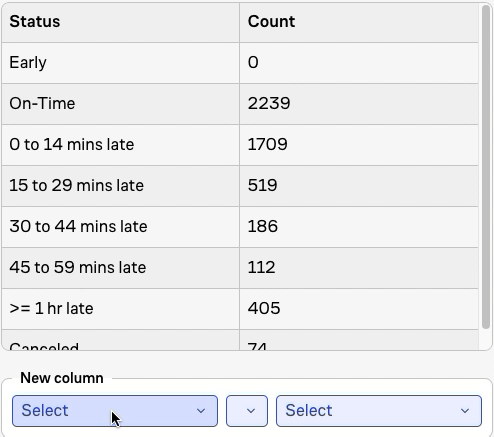 Status Count
Early 0
On-Time 2239
0 to 14 mins late 1709
15 to 29 mins late 519
30 to 44 mins late 186
45 to 59 mins late 112
>= 1 hr late 405
Canceled 74
New column
Select Select